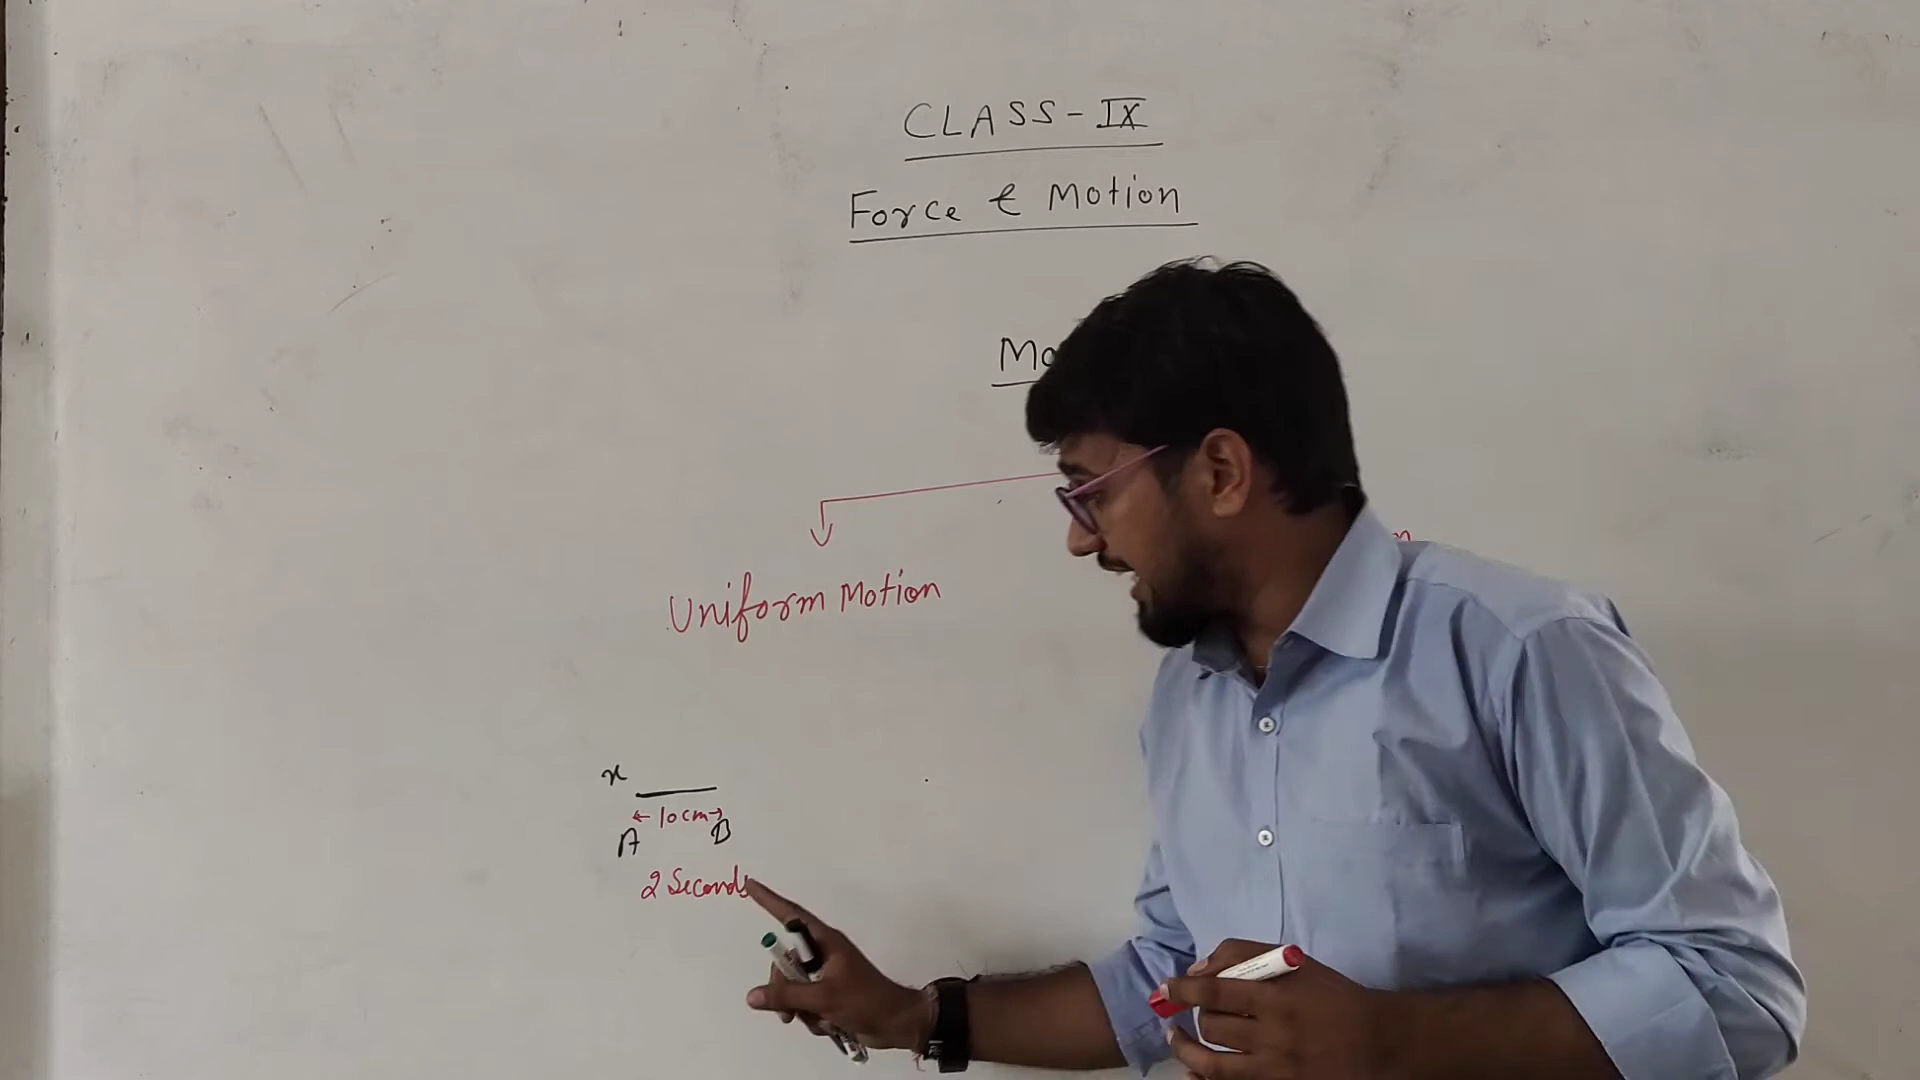 CLASS-IX
Force & Motion
Uniform Motion
x
← 10cm →
A B
2 Seconds